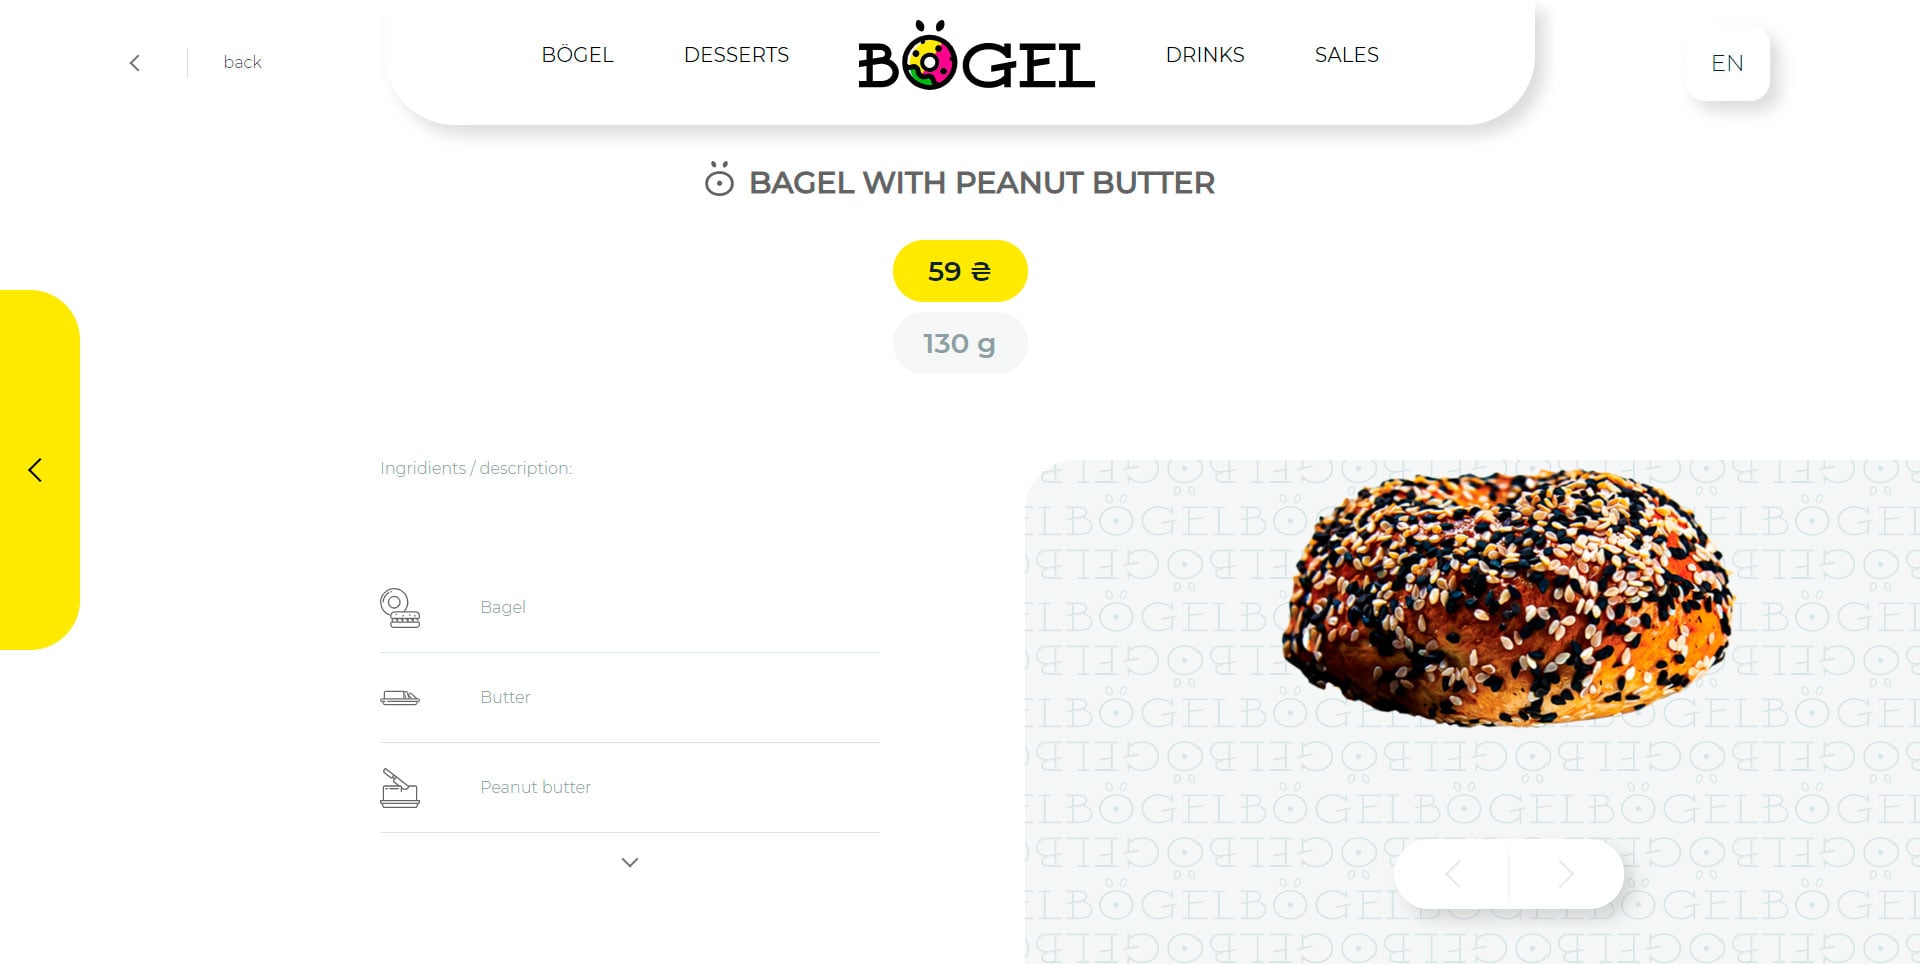 back
BÖGEL
DESSERTS
BÖGEL
DRINKS
SALES
EN
BAGEL WITH PEANUT BUTTER
59 ₴
130 g
Ingridients / description:
Bagel
Butter
Peanut butter